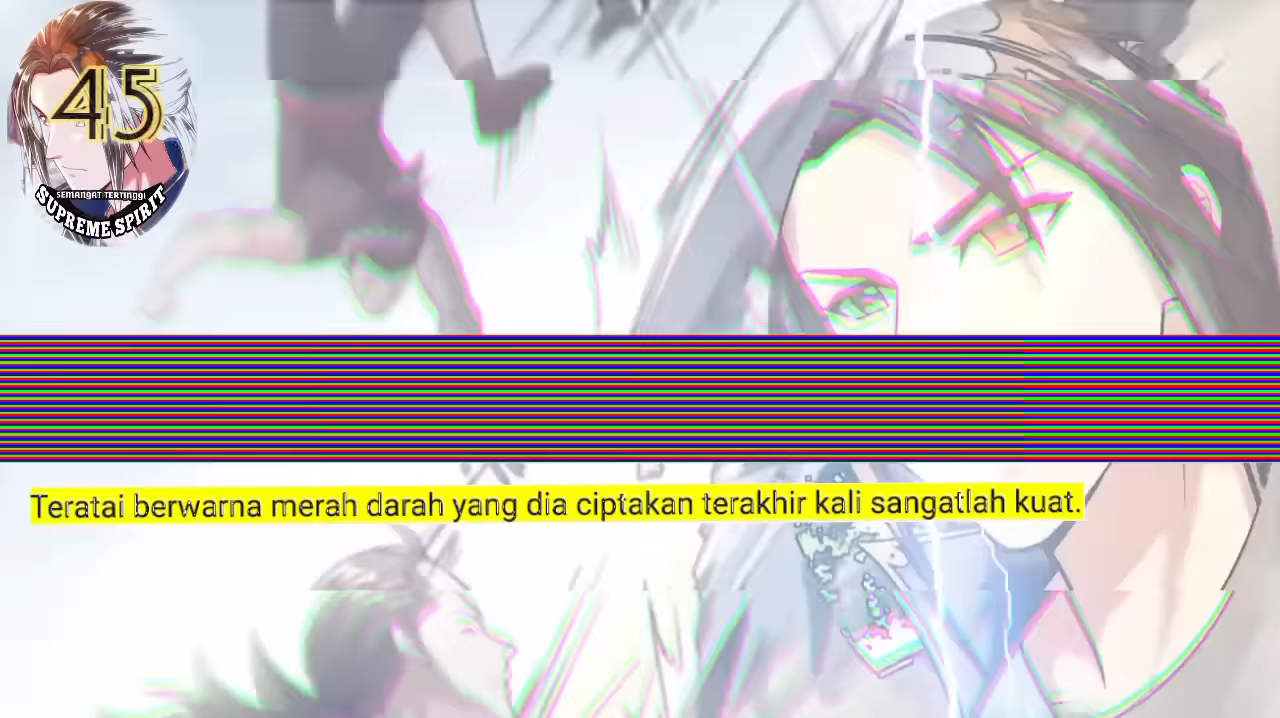 45
SEMANGAT TERTINGGI
SUPREME SPIRIT
Teratai berwarna merah darah yang dia ciptakan terakhir kali sangatlah kuat.